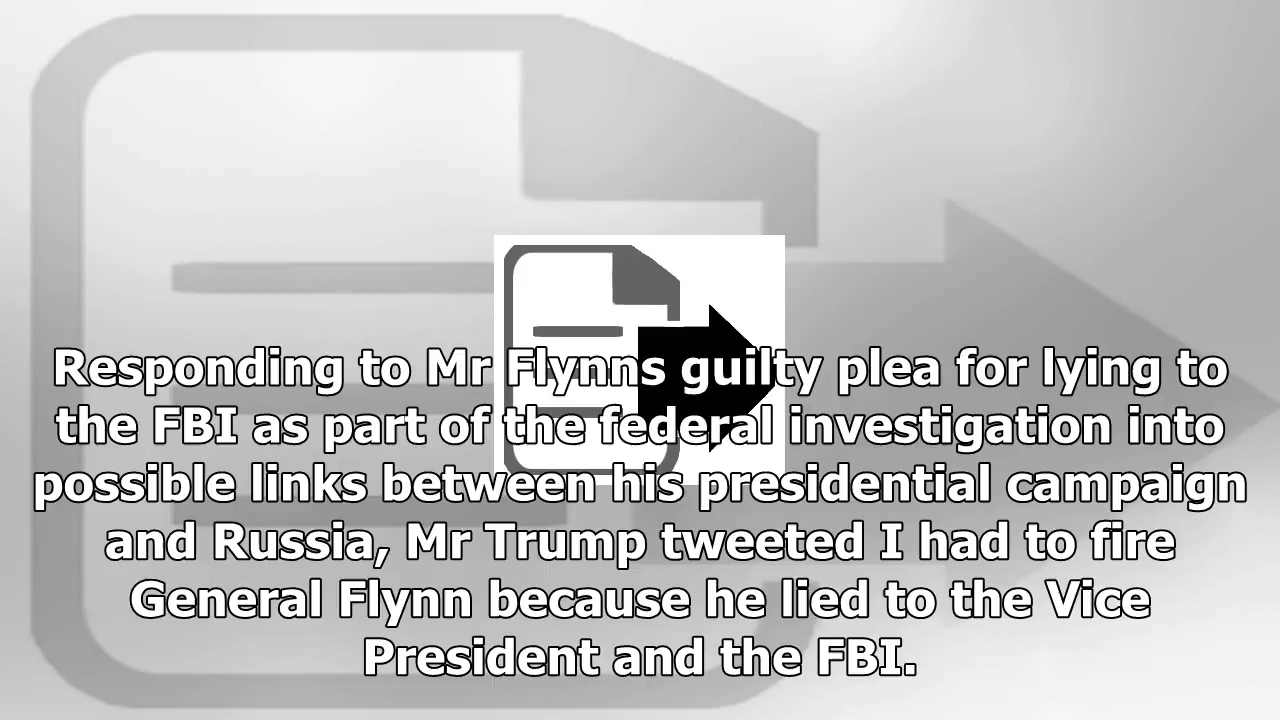 Responding to Mr Flynns guilty plea for lying to
the FBI as part of the federal investigation into
possible links between his presidential campaign
and Russia, Mr Trump tweeted I had to fire
General Flynn because he lied to the Vice
President and the FBI.